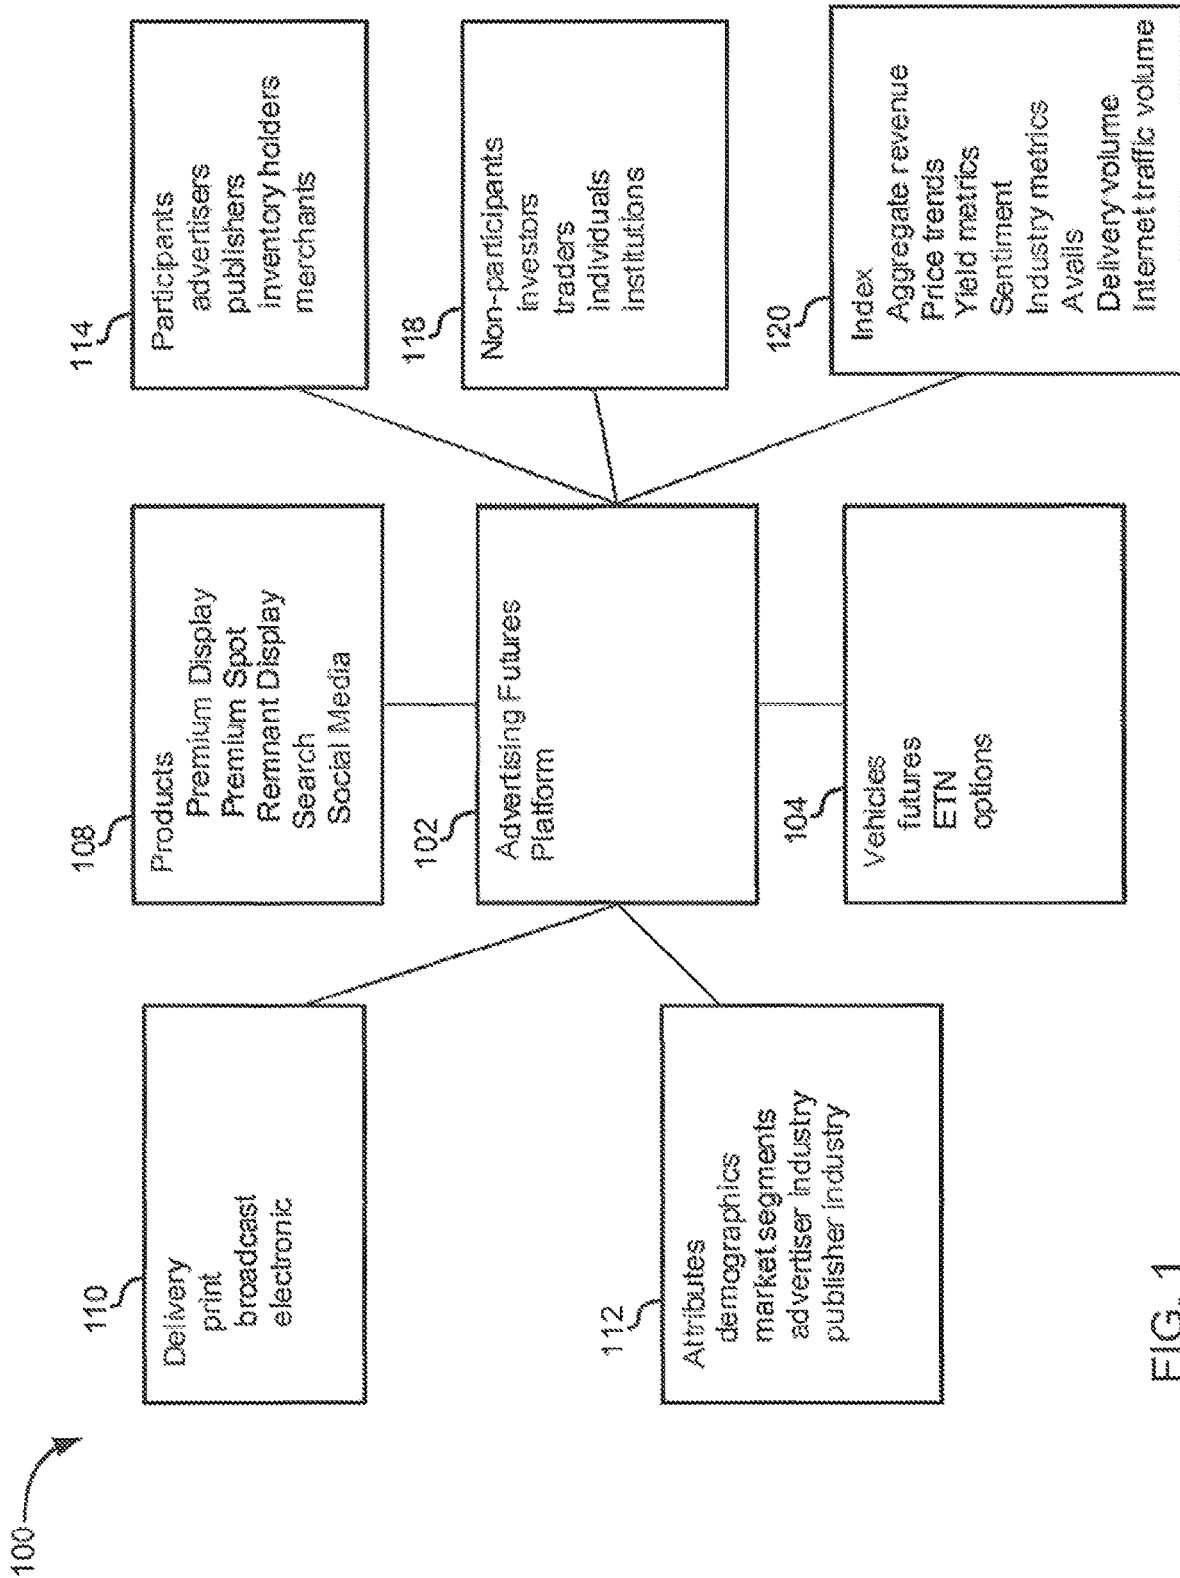 100
110
Delivery
print
broadcast
electronic
112
Attributes
demographics
market segments
advertiser industry
publisher industry
108
Products
Premium Display
Premium Spot
Remnant Display
Search
Social Media
102
Advertising Futures
Platform
104
Vehicles
futures
ETN
options
114
Participants
advertisers
publishers
inventory holders
merchants
118
Non-participants
investors
traders
individuals
institutions
120
Index
Aggregate revenue
Price trends
Yield metrics
Sentiment
Industry metrics
Avails
Delivery volume
Internet traffic volume
FIG. 1